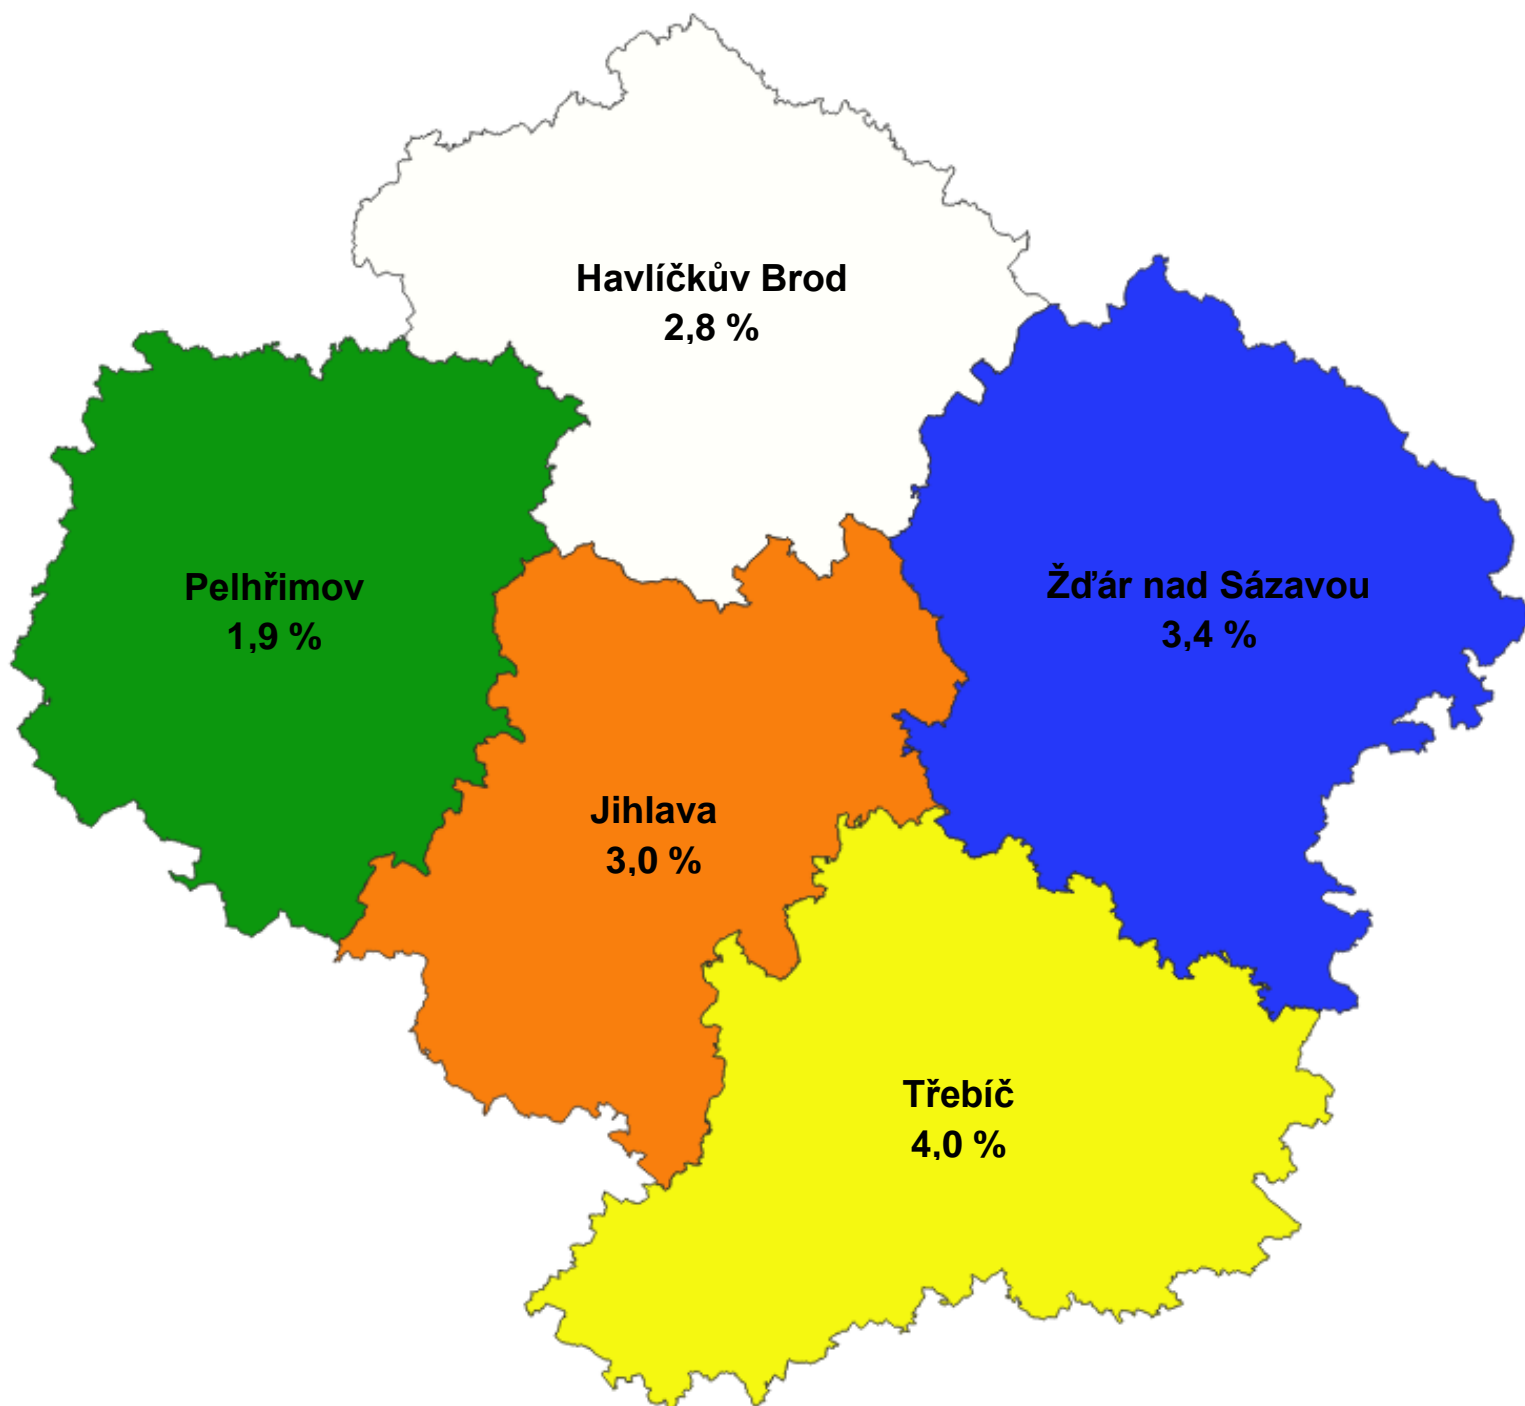 Havlíčkův Brod
2,8 %
Pelhřimov
1,9 %
Žďár nad Sázavou
3,4 %
Jihlava
3,0 %
Třebíč
4,0 %